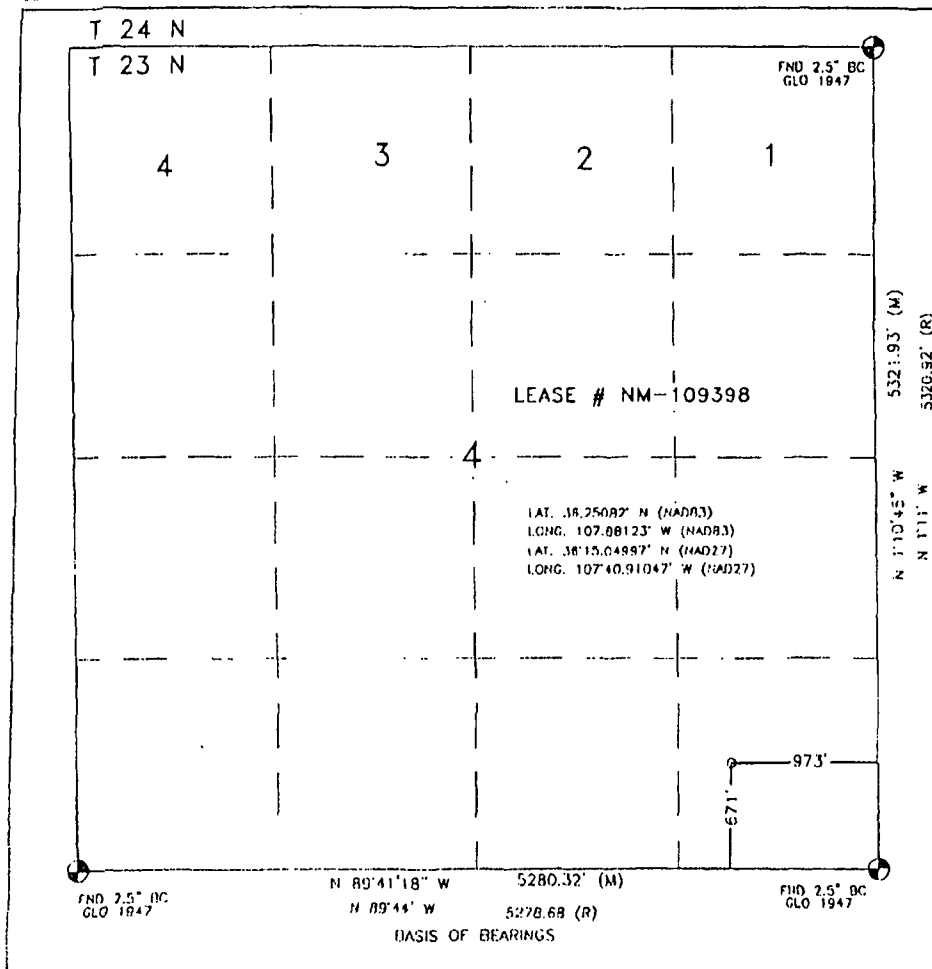 T 24 N
T 23 N
FND 2.5" BC
GLO 1947
4
3
2
1
5321.93' (M)
5320.92' (R)
LEASE # NM-109398
4
LAT. 36.25082° N (NAD83)
LONG. 107.68123° W (NAD83)
LAT. 36°15.04997' N (NAD27)
LONG. 107°40.91047' W (NAD27)
N 1°10'45" W
N 1°11' W
973'
671'
N 89°41'18" W
5280.32' (M)
FND 2.5" BC
GLO 1947
N 89°44' W
5278.68 (R)
FND 2.5" BC
GLO 1947
BASIS OF BEARINGS